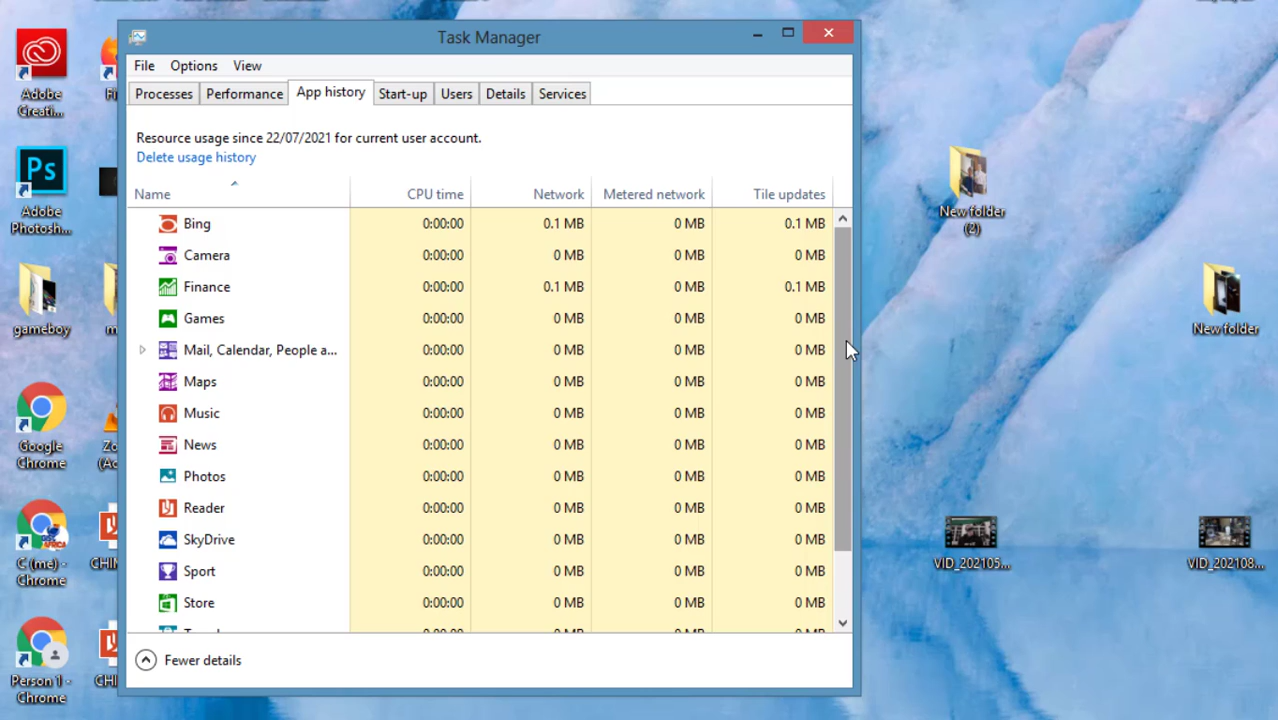 Task Manager
File Options View
Processes Performance App history Start-up Users Details Services
Resource usage since 22/07/2021 for current user account.
Delete usage history
Name CPU time Network Metered network Tile updates
Bing 0:00:00 0.1 MB 0 MB 0.1 MB
Camera 0:00:00 0 MB 0 MB 0 MB
Finance 0:00:00 0.1 MB 0 MB 0.1 MB
Games 0:00:00 0 MB 0 MB 0 MB
Mail, Calendar, People a... 0:00:00 0 MB 0 MB 0 MB
Maps 0:00:00 0 MB 0 MB 0 MB
Music 0:00:00 0 MB 0 MB 0 MB
News 0:00:00 0 MB 0 MB 0 MB
Photos 0:00:00 0 MB 0 MB 0 MB
Reader 0:00:00 0 MB 0 MB 0 MB
SkyDrive 0:00:00 0 MB 0 MB 0 MB
Sport 0:00:00 0 MB 0 MB 0 MB
Store 0:00:00 0 MB 0 MB 0 MB
Fewer details
Adobe
Creati...
Ps
Adobe
Photosh...
gameboy
Google
Chrome
C (me) -
Chrome
Person 1 -
Chrome
New folder
(2)
New folder
VID_202105...
VID_202108...